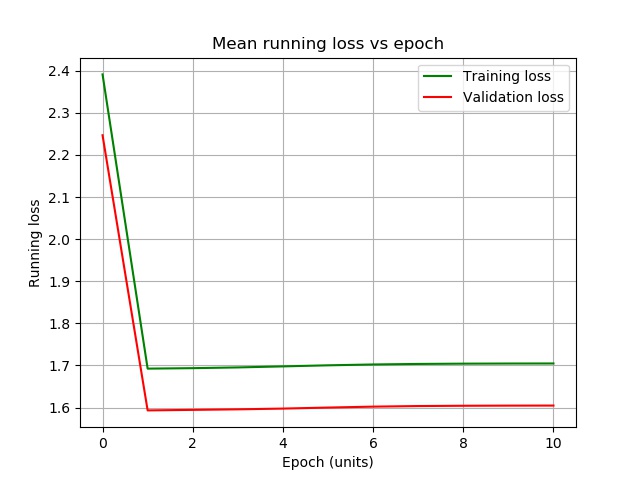 Mean running loss vs epoch
Training loss
Validation loss
Running loss
2.4
2.3
2.2
2.1
2.0
1.9
1.8
1.7
1.6
0 2 4 6 8 10
Epoch (units)